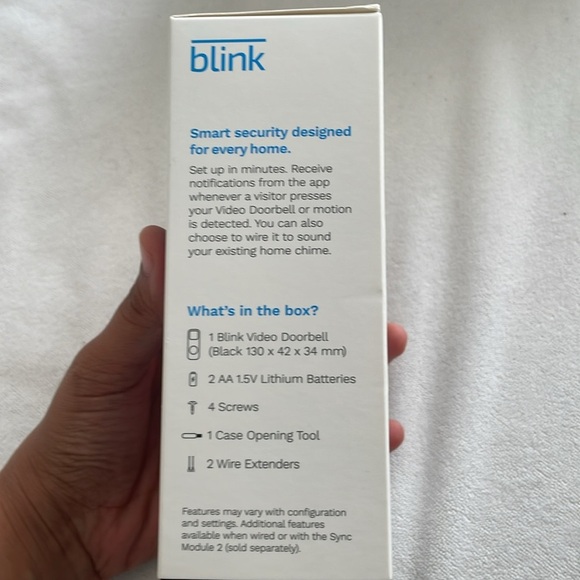 blink
Smart security designed
for every home.
Set up in minutes. Receive
notifications from the app
whenever a visitor presses
your Video Doorbell or motion
is detected. You can also
choose to wire it to sound
your existing home chime.
What's in the box?
1 Blink Video Doorbell
(Black 130 x 42 x 34 mm)
2 AA 1.5V Lithium Batteries
4 Screws
1 Case Opening Tool
2 Wire Extenders
Features may vary with configuration
and settings. Additional features
available when wired or with the Sync
Module 2 (sold separately).